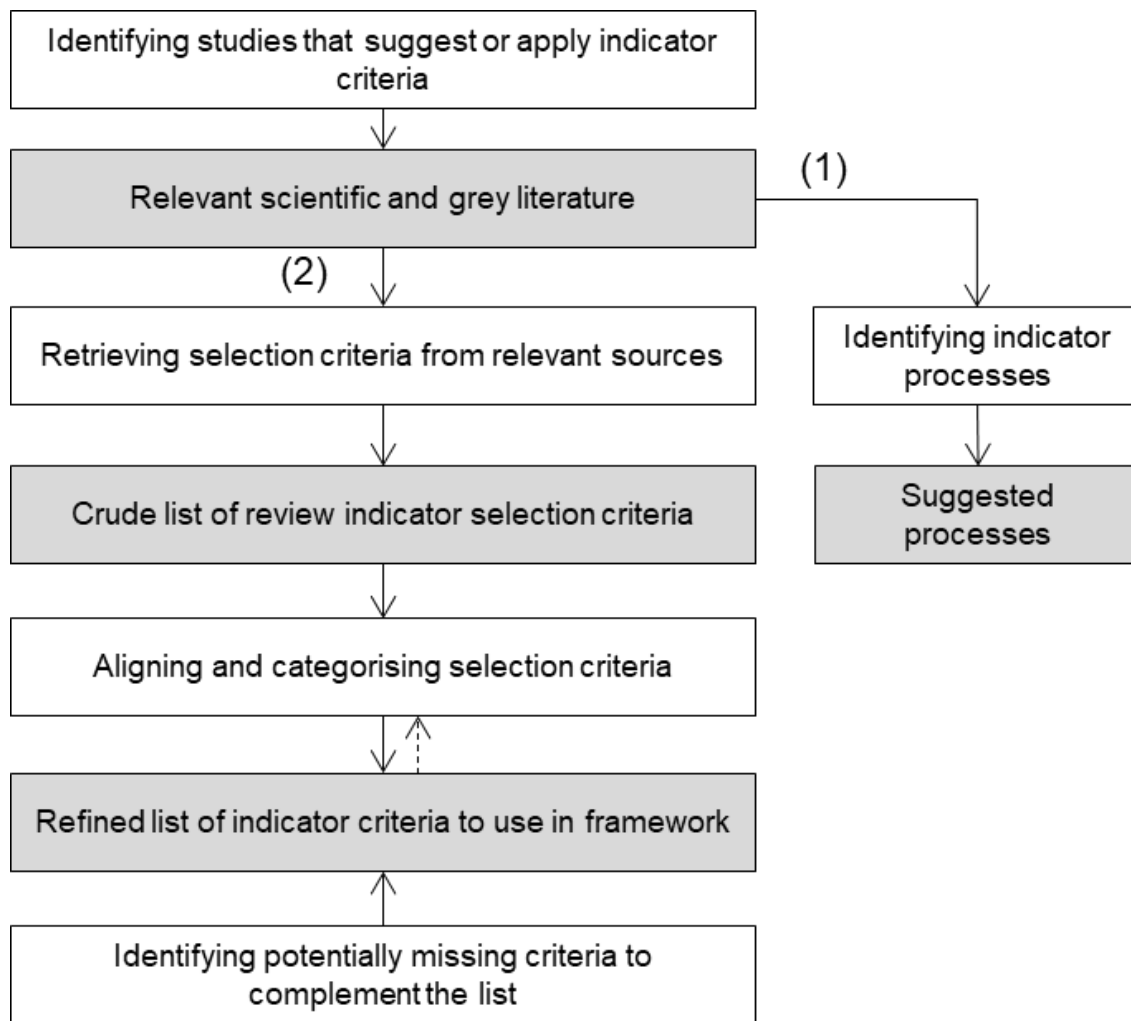 Identifying studies that suggest or apply indicator
criteria
Relevant scientific and grey literature
(1)
(2)
Retrieving selection criteria from relevant sources
Identifying indicator
processes
Crude list of review indicator selection criteria
Suggested
processes
Aligning and categorising selection criteria
Refined list of indicator criteria to use in framework
Identifying potentially missing criteria to
complement the list